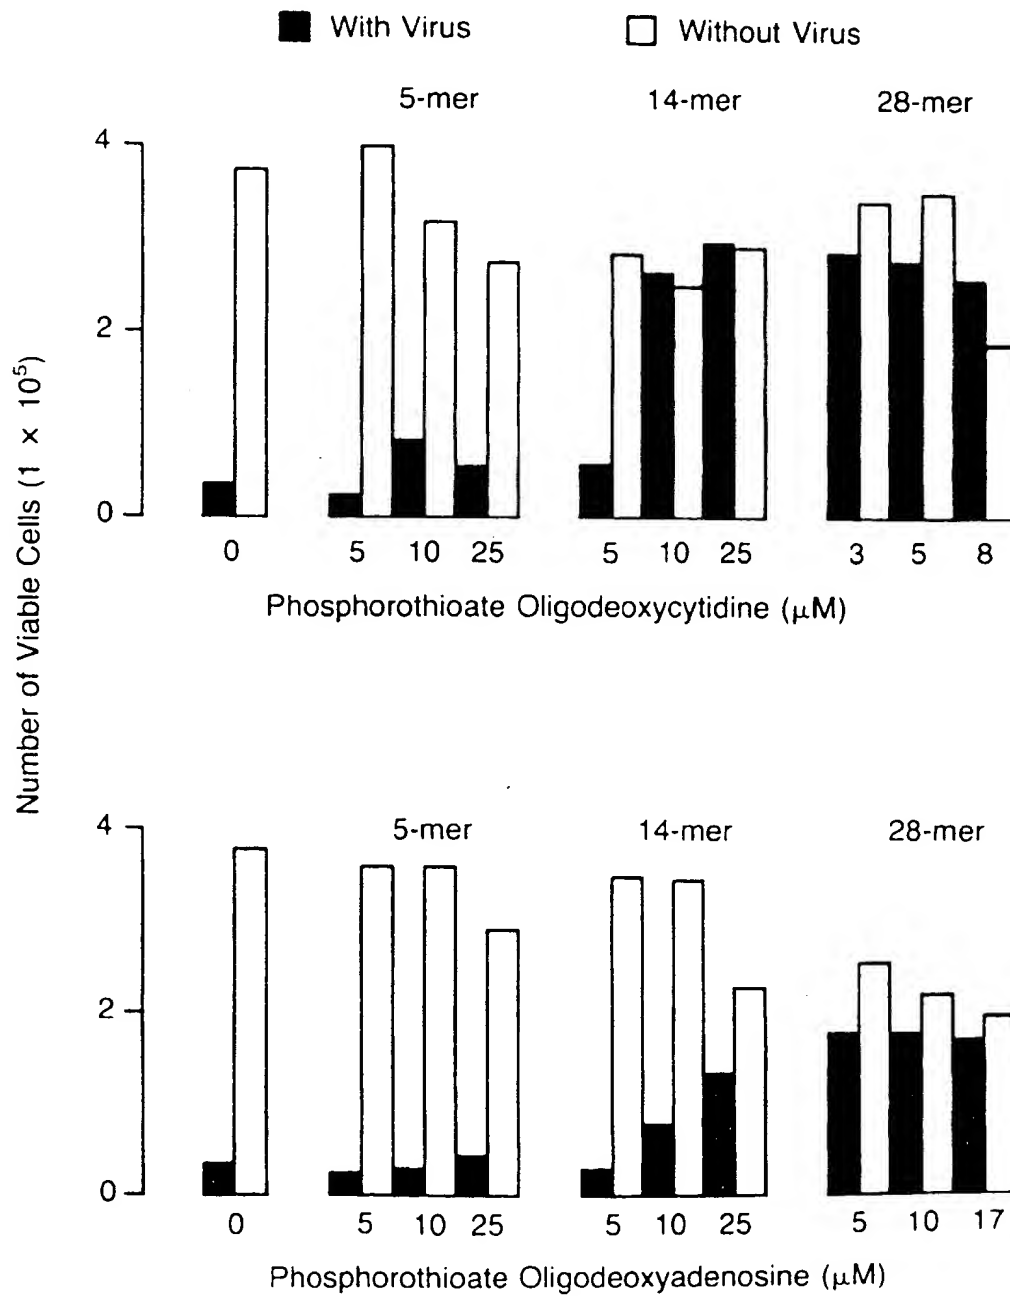 With Virus Without Virus
5-mer 14-mer 28-mer
4
2
0
0 5 10 25 5 10 25 3 5 8
Phosphorothioate Oligodeoxycytidine (μM)
Number of Viable Cells (1 × 10⁵)
5-mer 14-mer 28-mer
4
2
0
0 5 10 25 5 10 25 5 10 17
Phosphorothioate Oligodeoxyadenosine (μM)